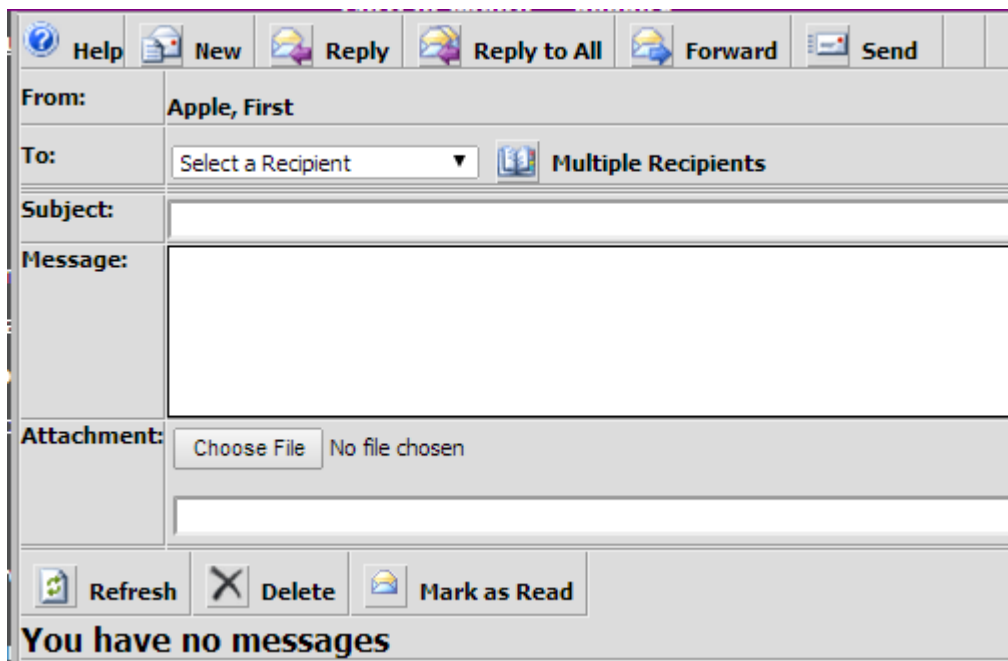 Help New Reply Reply to All Forward Send
From: Apple, First
To: Select a Recipient Multiple Recipients
Subject:
Message:
Attachment: Choose File No file chosen
Refresh Delete Mark as Read
You have no messages